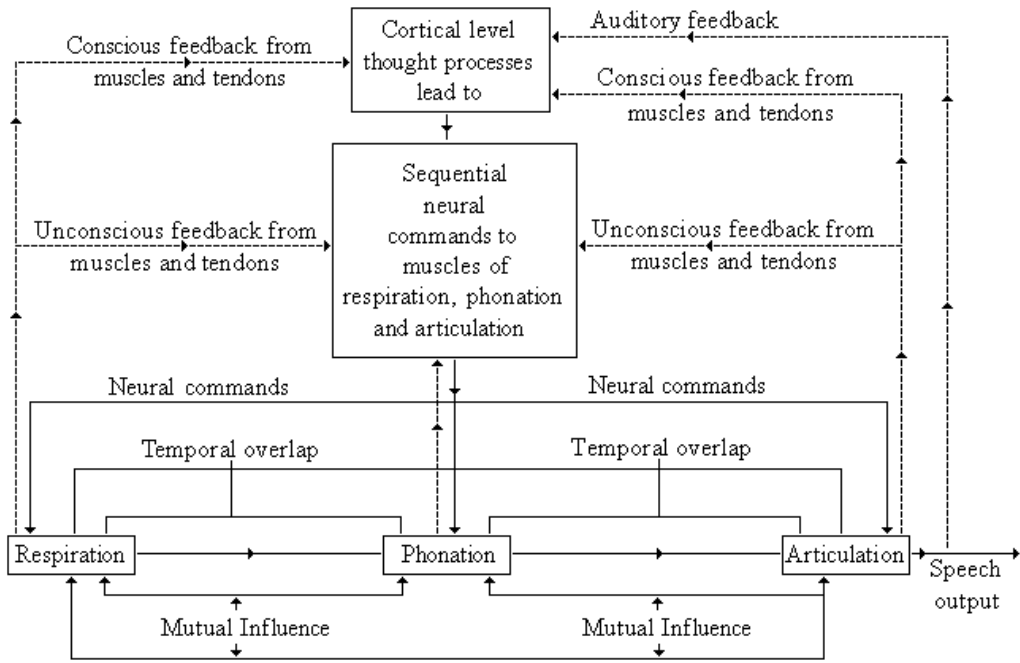 Cortical level
thought processes
lead to
Auditory feedback
Conscious feedback from
muscles and tendons
Conscious feedback from
muscles and tendons
Sequential
neural
commands to
muscles of
respiration, phonation
and articulation
Unconscious feedback from
muscles and tendons
Unconscious feedback from
muscles and tendons
Neural commands
Neural commands
Temporal overlap
Temporal overlap
Respiration
Phonation
Articulation
Speech
output
Mutual Influence
Mutual Influence